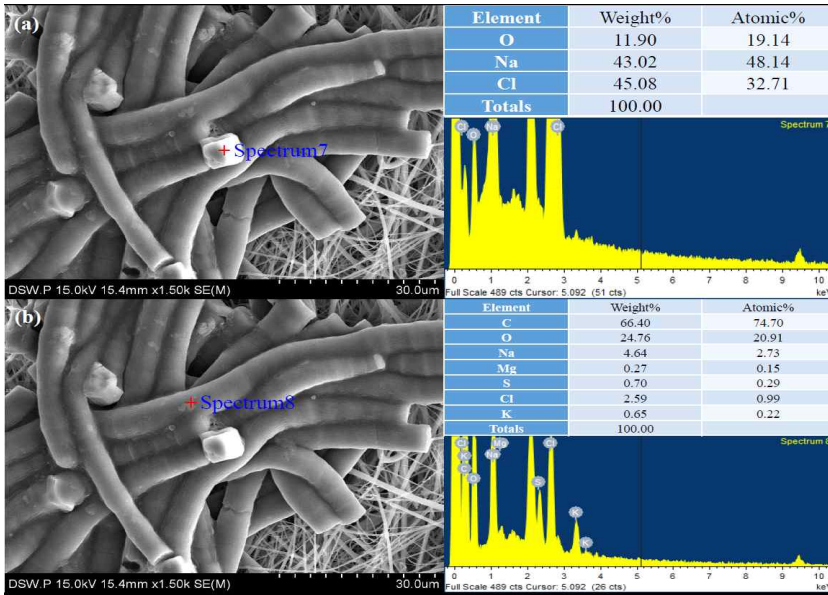 (a)
Spectrum7
DSW.P 15.0kV 15.4mm x1.50k SE(M)
30.0um
Element Weight% Atomic%
O 11.90 19.14
Na 43.02 48.14
Cl 45.08 32.71
Totals 100.00
Spectrum 7
Cl
O
Na
Cl
0 1 2 3 4 5 6 7 8 9 10
Full Scale 489 cts Cursor: 5.092 (51 cts)
keV
(b)
Spectrum8
DSW.P 15.0kV 15.4mm x1.50k SE(M)
30.0um
Element Weight% Atomic%
C 66.40 74.70
O 24.76 20.91
Na 4.64 2.73
Mg 0.27 0.15
S 0.70 0.29
Cl 2.59 0.99
K 0.65 0.22
Totals 100.00
Spectrum 8
Cl
K
C
O
Mg
Na
S
Cl
K
K
0 1 2 3 4 5 6 7 8 9 10
Full Scale 489 cts Cursor: 5.092 (26 cts)